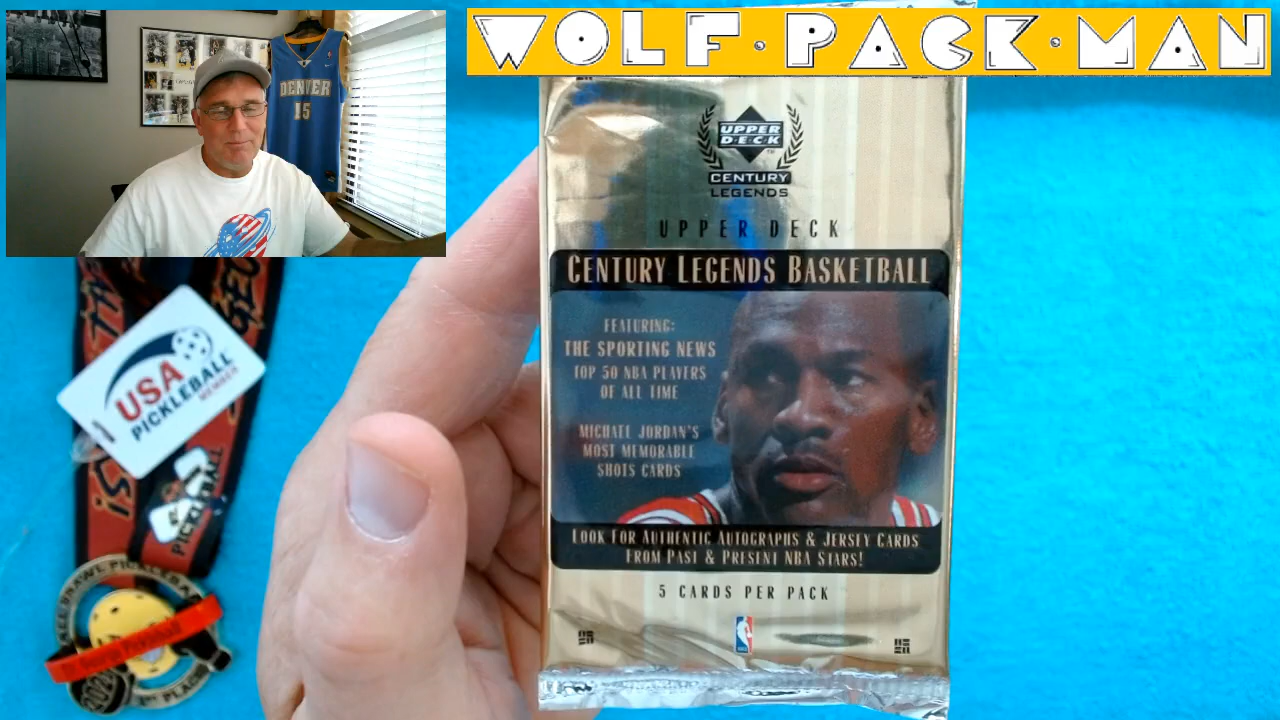 WOLF·PACK·MAN
DENVER
15
UPPER
DECK
CENTURY
LEGENDS
UPPER DECK
CENTURY LEGENDS BASKETBALL
FEATURING:
THE SPORTING NEWS
TOP 50 NBA PLAYERS
OF ALL TIME
MICHAEL JORDAN'S
MOST MEMORABLE
SHOTS CARDS
LOOK FOR AUTHENTIC AUTOGRAPHS & JERSEY CARDS
FROM PAST & PRESENT NBA STARS!
5 CARDS PER PACK
USA
PICKLEBALL
MEMBER